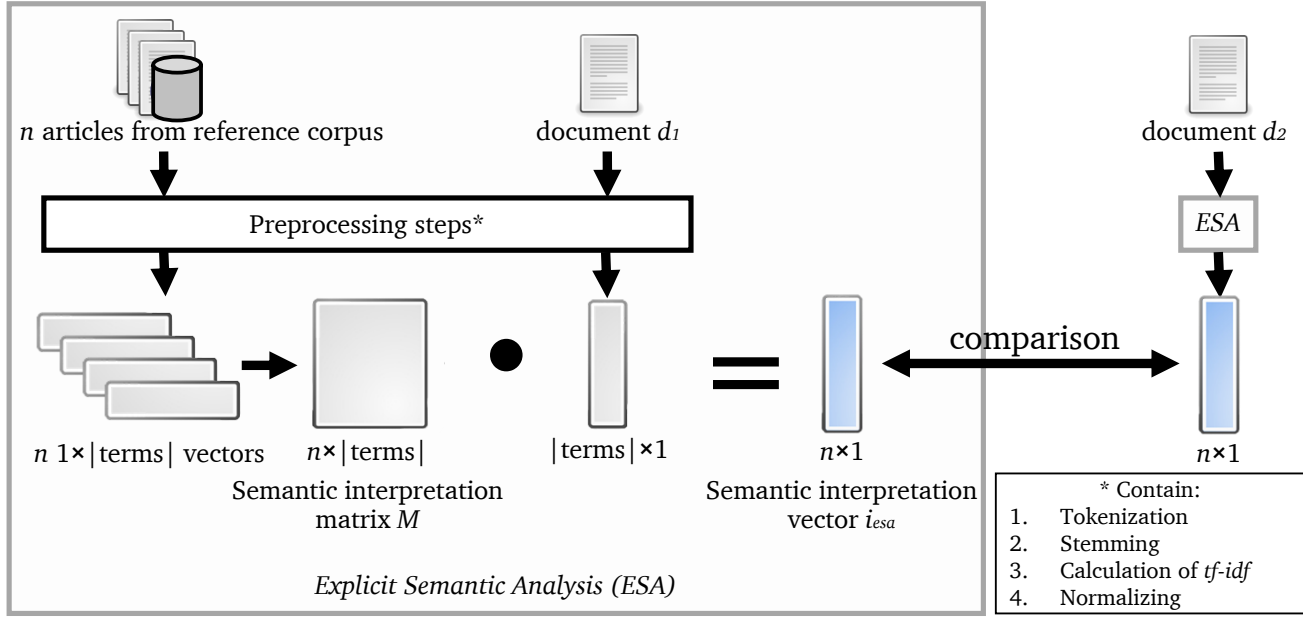 n articles from reference corpus
document d1
document d2
Preprocessing steps*
ESA
comparison
n 1×|terms| vectors
n×|terms|
|terms|×1
n×1
n×1
Semantic interpretation
matrix M
Semantic interpretation
vector iesa
* Contain:
1. Tokenization
2. Stemming
3. Calculation of tf-idf
4. Normalizing
Explicit Semantic Analysis (ESA)